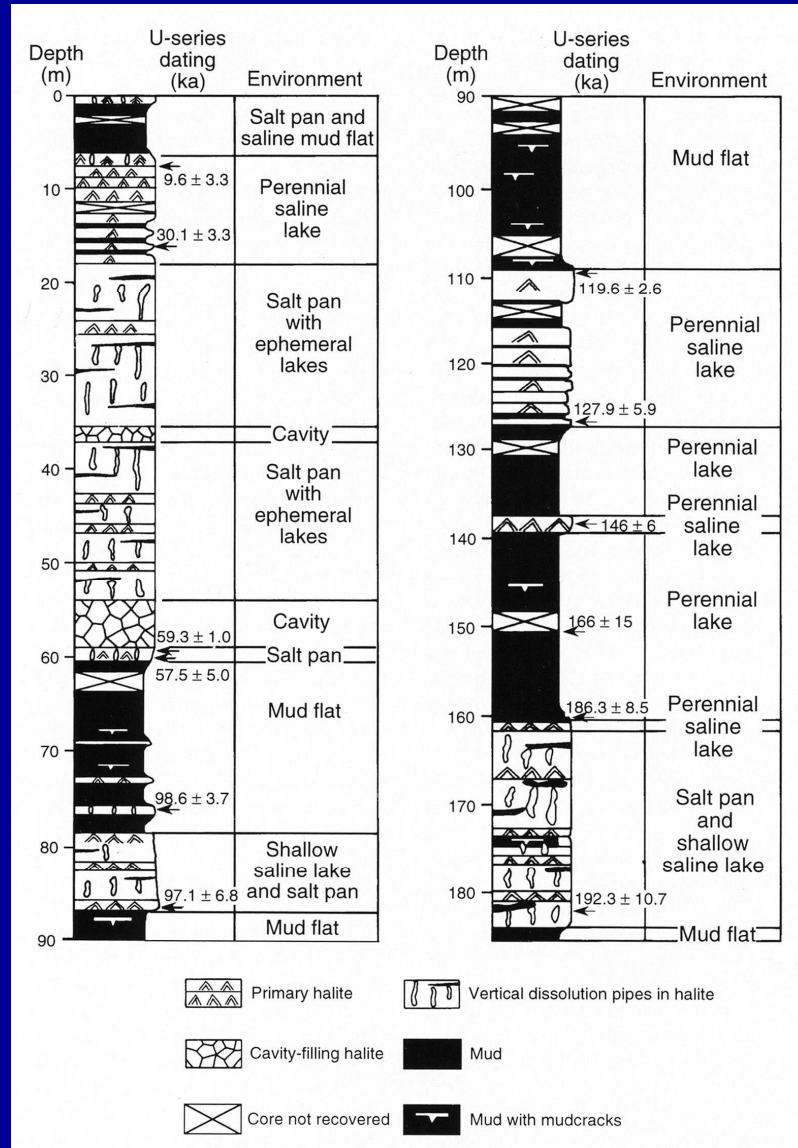 Depth
(m)
U-series
dating
(ka)
Environment
0
10
20
30
40
50
60
70
80
90
9.6 ± 3.3
30.1 ± 3.3
59.3 ± 1.0
57.5 ± 5.0
98.6 ± 3.7
97.1 ± 6.8
Salt pan and
saline mud flat
Perennial
saline
lake
Salt pan
with
ephemeral
lakes
Cavity
Salt pan
with
ephemeral
lakes
Cavity
Salt pan
Mud flat
Shallow
saline lake
and salt pan
Mud flat
Depth
(m)
U-series
dating
(ka)
Environment
90
100
110
120
130
140
150
160
170
180
119.6 ± 2.6
127.9 ± 5.9
146 ± 6
166 ± 15
186.3 ± 8.5
192.3 ± 10.7
Mud flat
Perennial
saline
lake
Perennial
lake
Perennial
saline
lake
Perennial
lake
Perennial
saline
lake
Salt pan
and
shallow
saline lake
Mud flat
Primary halite
Vertical dissolution pipes in halite
Cavity-filling halite
Mud
Core not recovered
Mud with mudcracks